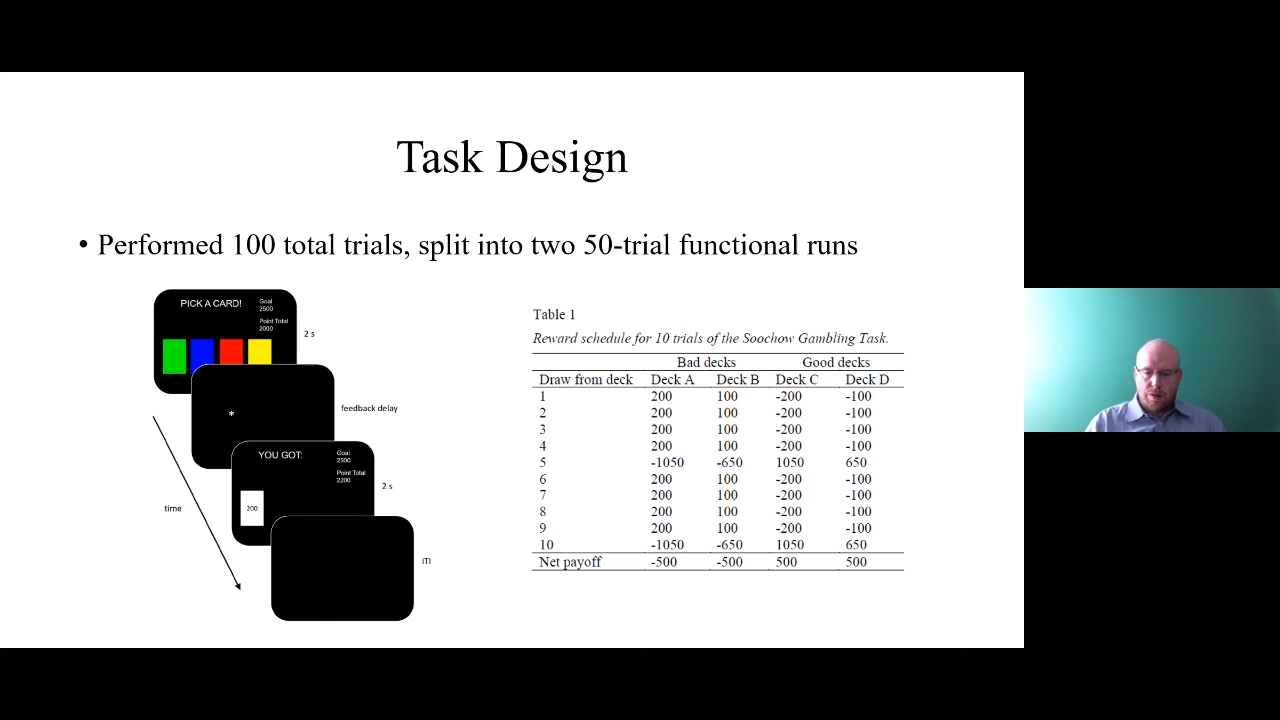 Task Design
• Performed 100 total trials, split into two 50-trial functional runs
PICK A CARD!
Goal
2500
Point Total
2000
2 s
*
feedback delay
YOU GOT:
Goal
2500
Point Total
2200
200
2 s
time
ITI
Table 1
Reward schedule for 10 trials of the Soochow Gambling Task.
Bad decks Good decks
Draw from deck Deck A Deck B Deck C Deck D
1 200 100 -200 -100
2 200 100 -200 -100
3 200 100 -200 -100
4 200 100 -200 -100
5 -1050 -650 1050 650
6 200 100 -200 -100
7 200 100 -200 -100
8 200 100 -200 -100
9 200 100 -200 -100
10 -1050 -650 1050 650
Net payoff -500 -500 500 500